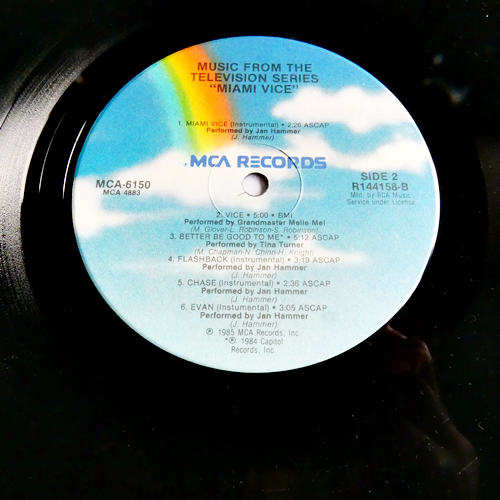 MUSIC FROM THE
TELEVISION SERIES
"MIAMI VICE"
1. MIAMI VICE (Instrumental) • 2:26 ASCAP
Performed by Jan Hammer
(J. Hammer)
MCA RECORDS
MCA-6150
MCA 4883
SIDE 2
R144158-B
Mfd. by RCA Music
Service under License
2. VICE • 5:00 • BMI
Performed by Grandmaster Melle Mel
(M. Glover-L. Robinson-S. Robinson)
3. BETTER BE GOOD TO ME* • 5:12 ASCAP
Performed by Tina Turner
(M. Chapman-N. Chinn-H. Knight)
4. FLASHBACK (Instrumental) • 3:19 ASCAP
Performed by Jan Hammer
(J. Hammer)
5. CHASE (Instrumental) • 2:36 ASCAP
Performed by Jan Hammer
(J. Hammer)
6. EVAN (Instrumental) • 3:05 ASCAP
Performed by Jan Hammer
(J. Hammer)
℗ 1985 MCA Records, Inc.
*℗ 1984 Capitol
Records, Inc.